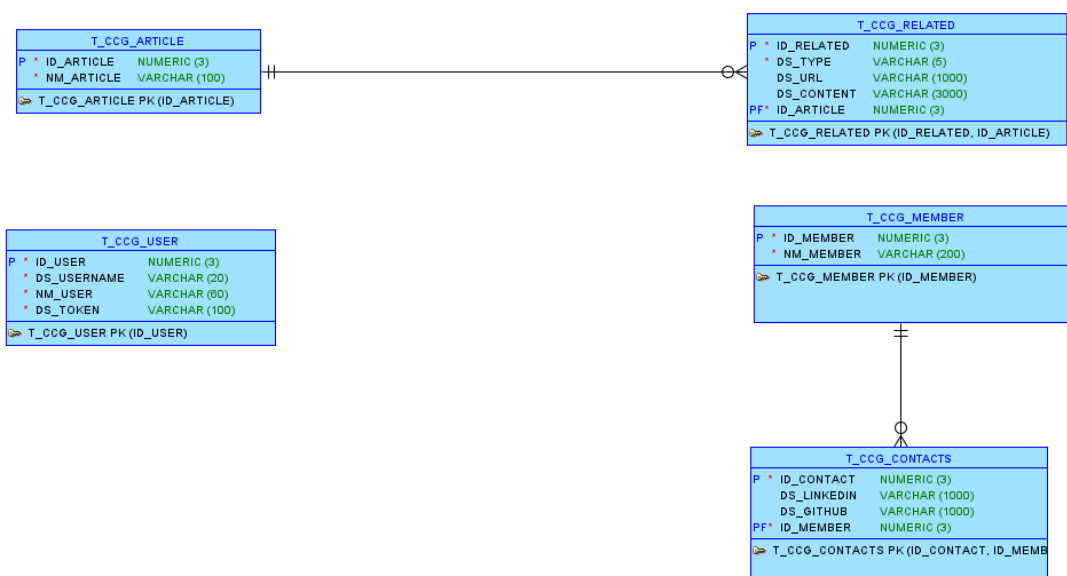 T_CCG_ARTICLE
P * ID_ARTICLE NUMERIC (3)
* NM_ARTICLE VARCHAR (100)
T_CCG_ARTICLE PK (ID_ARTICLE)
T_CCG_RELATED
P * ID_RELATED NUMERIC (3)
* DS_TYPE VARCHAR (5)
DS_URL VARCHAR (1000)
DS_CONTENT VARCHAR (3000)
PF* ID_ARTICLE NUMERIC (3)
T_CCG_RELATED PK (ID_RELATED, ID_ARTICLE)
T_CCG_USER
P * ID_USER NUMERIC (3)
* DS_USERNAME VARCHAR (20)
* NM_USER VARCHAR (60)
* DS_TOKEN VARCHAR (100)
T_CCG_USER PK (ID_USER)
T_CCG_MEMBER
P * ID_MEMBER NUMERIC (3)
* NM_MEMBER VARCHAR (200)
T_CCG_MEMBER PK (ID_MEMBER)
T_CCG_CONTACTS
P * ID_CONTACT NUMERIC (3)
DS_LINKEDIN VARCHAR (1000)
DS_GITHUB VARCHAR (1000)
PF* ID_MEMBER NUMERIC (3)
T_CCG_CONTACTS PK (ID_CONTACT, ID_MEMB